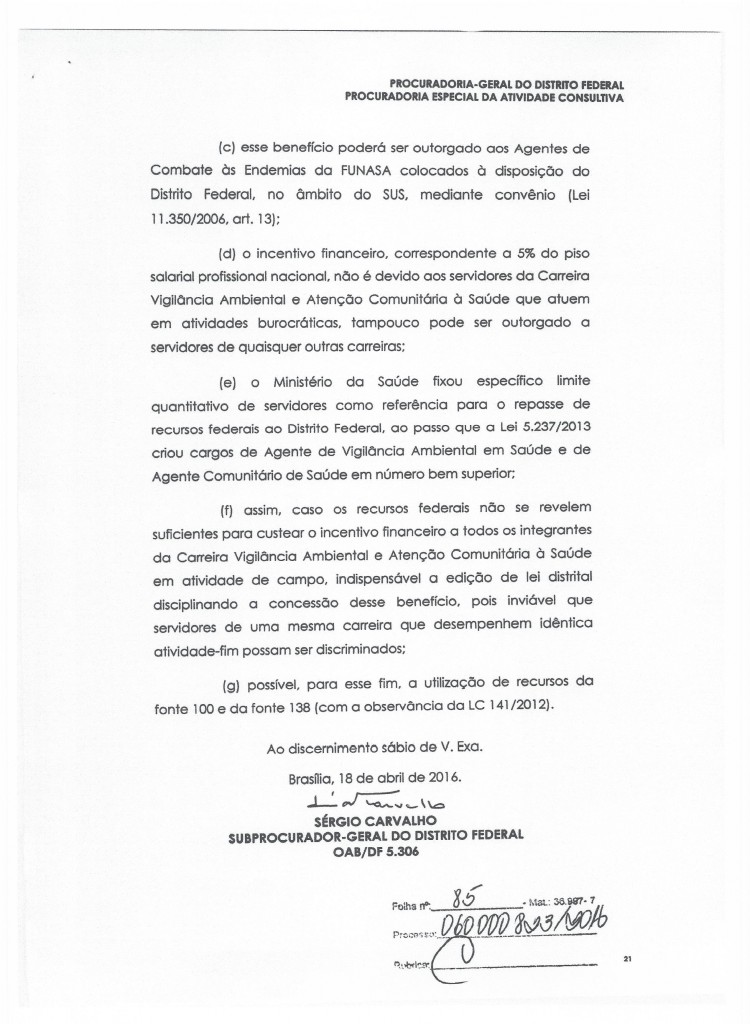 PROCURADORIA-GERAL DO DISTRITO FEDERAL
PROCURADORIA ESPECIAL DA ATIVIDADE CONSULTIVA
(c) esse benefício poderá ser outorgado aos Agentes de
Combate às Endemias da FUNASA colocados à disposição do
Distrito Federal, no âmbito do SUS, mediante convênio (Lei
11.350/2006, art. 13);
(d) o incentivo financeiro, correspondente a 5% do piso
salarial profissional nacional, não é devido aos servidores da Carreira
Vigilância Ambiental e Atenção Comunitária à Saúde que atuem
em atividades burocráticas, tampouco pode ser outorgado a
servidores de quaisquer outras carreiras;
(e) o Ministério da Saúde fixou específico limite
quantitativo de servidores como referência para o repasse de
recursos federais ao Distrito Federal, ao passo que a Lei 5.237/2013
criou cargos de Agente de Vigilância Ambiental em Saúde e de
Agente Comunitário de Saúde em número bem superior;
(f) assim, caso os recursos federais não se revelem
suficientes para custear o incentivo financeiro a todos os integrantes
da Carreira Vigilância Ambiental e Atenção Comunitária à Saúde
em atividade de campo, indispensável a edição de lei distrital
disciplinando a concessão desse benefício, pois inviável que
servidores de uma mesma carreira que desempenhem idêntica
atividade-fim possam ser discriminados;
(g) possível, para esse fim, a utilização de recursos da
fonte 100 e da fonte 138 (com a observância da LC 141/2012).
Ao discernimento sábio de V. Exa.
Brasília, 18 de abril de 2016.
SÉRGIO CARVALHO
SUBPROCURADOR-GERAL DO DISTRITO FEDERAL
OAB/DF 5.306
Folha nº: 85 - Mat.: 36.997-7
Processo:
Rubrica:
21